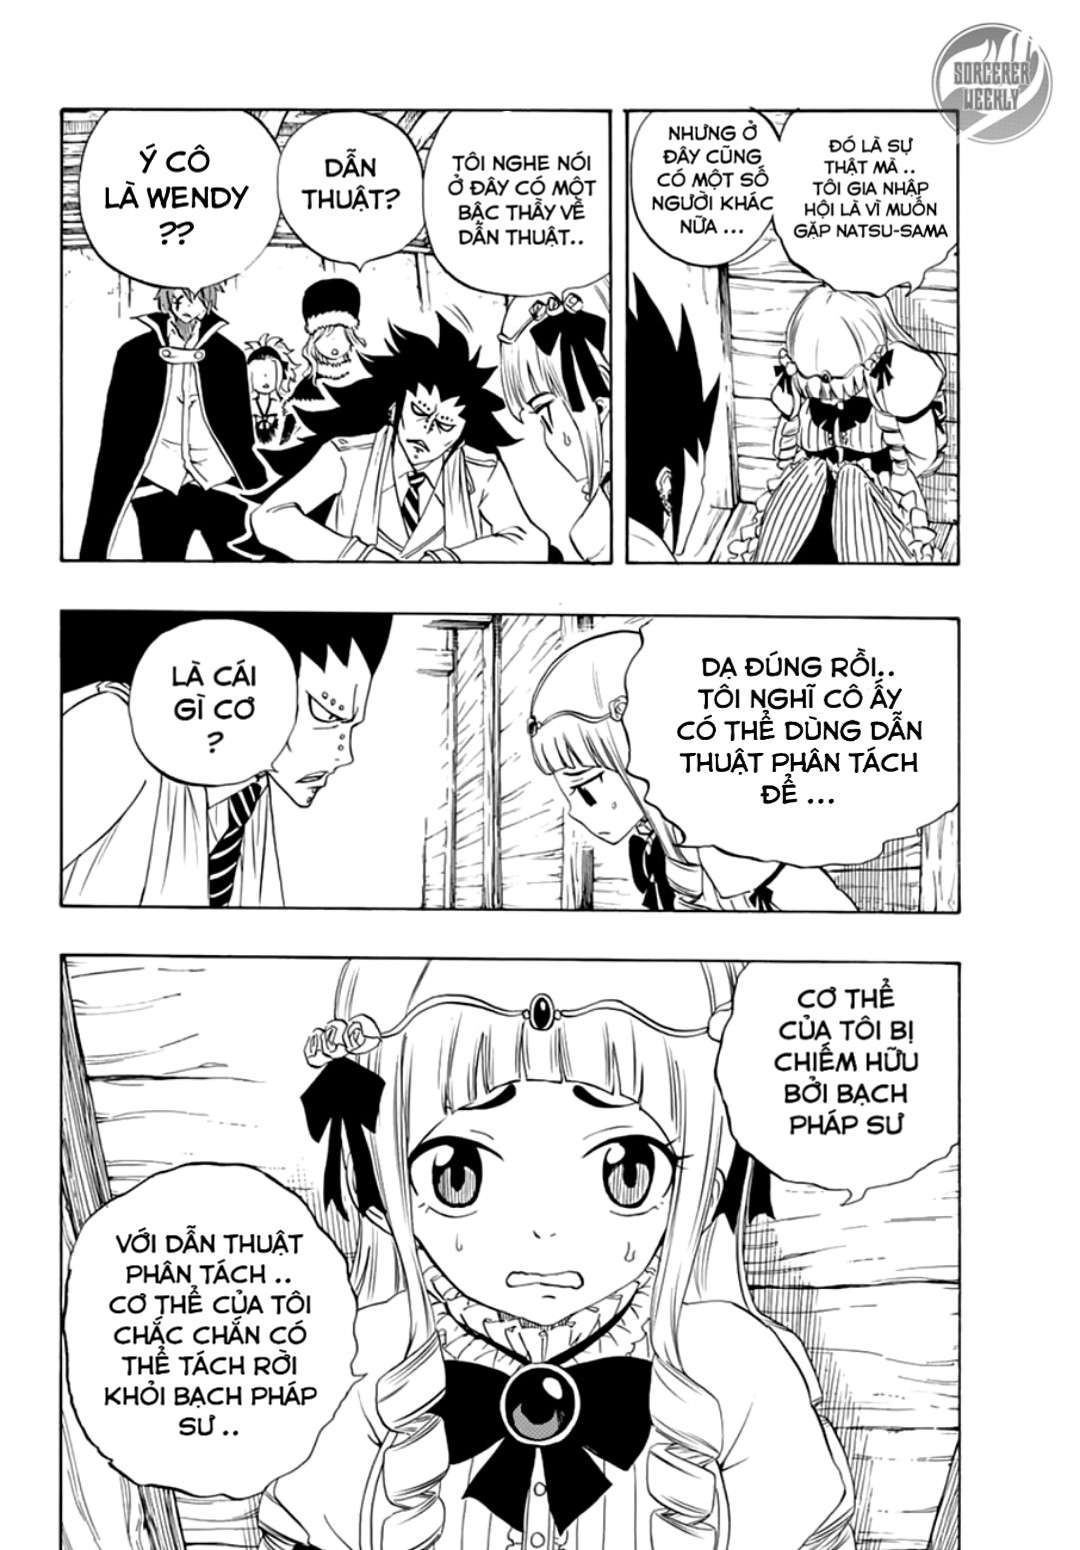 SORCERER
WEEKLY
ĐÓ LÀ SỰ
THẬT MÀ ..
TÔI GIA NHẬP
HỘI LÀ VÌ MUỐN
GẶP NATSU-SAMA
NHƯNG Ở
ĐÂY CŨNG
CÓ MỘT SỐ
NGƯỜI KHÁC
NỮA ...
TÔI NGHE NÓI
Ở ĐÂY CÓ MỘT
BẬC THẦY VỀ
DẪN THUẬT..
DẪN
THUẬT?
Ý CÔ
LÀ WENDY
??
DẠ ĐÚNG RỒI..
TÔI NGHĨ CÔ ẤY
CÓ THỂ DÙNG DẪN
THUẬT PHÂN TÁCH
ĐỂ ...
LÀ CÁI
GÌ CƠ
?
CƠ THỂ
CỦA TÔI BỊ
CHIẾM HỮU
BỞI BẠCH
PHÁP SƯ
VỚI DẪN THUẬT
PHÂN TÁCH ..
CƠ THỂ CỦA TÔI
CHẮC CHẮN CÓ
THỂ TÁCH RỜI
KHỎI BẠCH PHÁP
SƯ ..